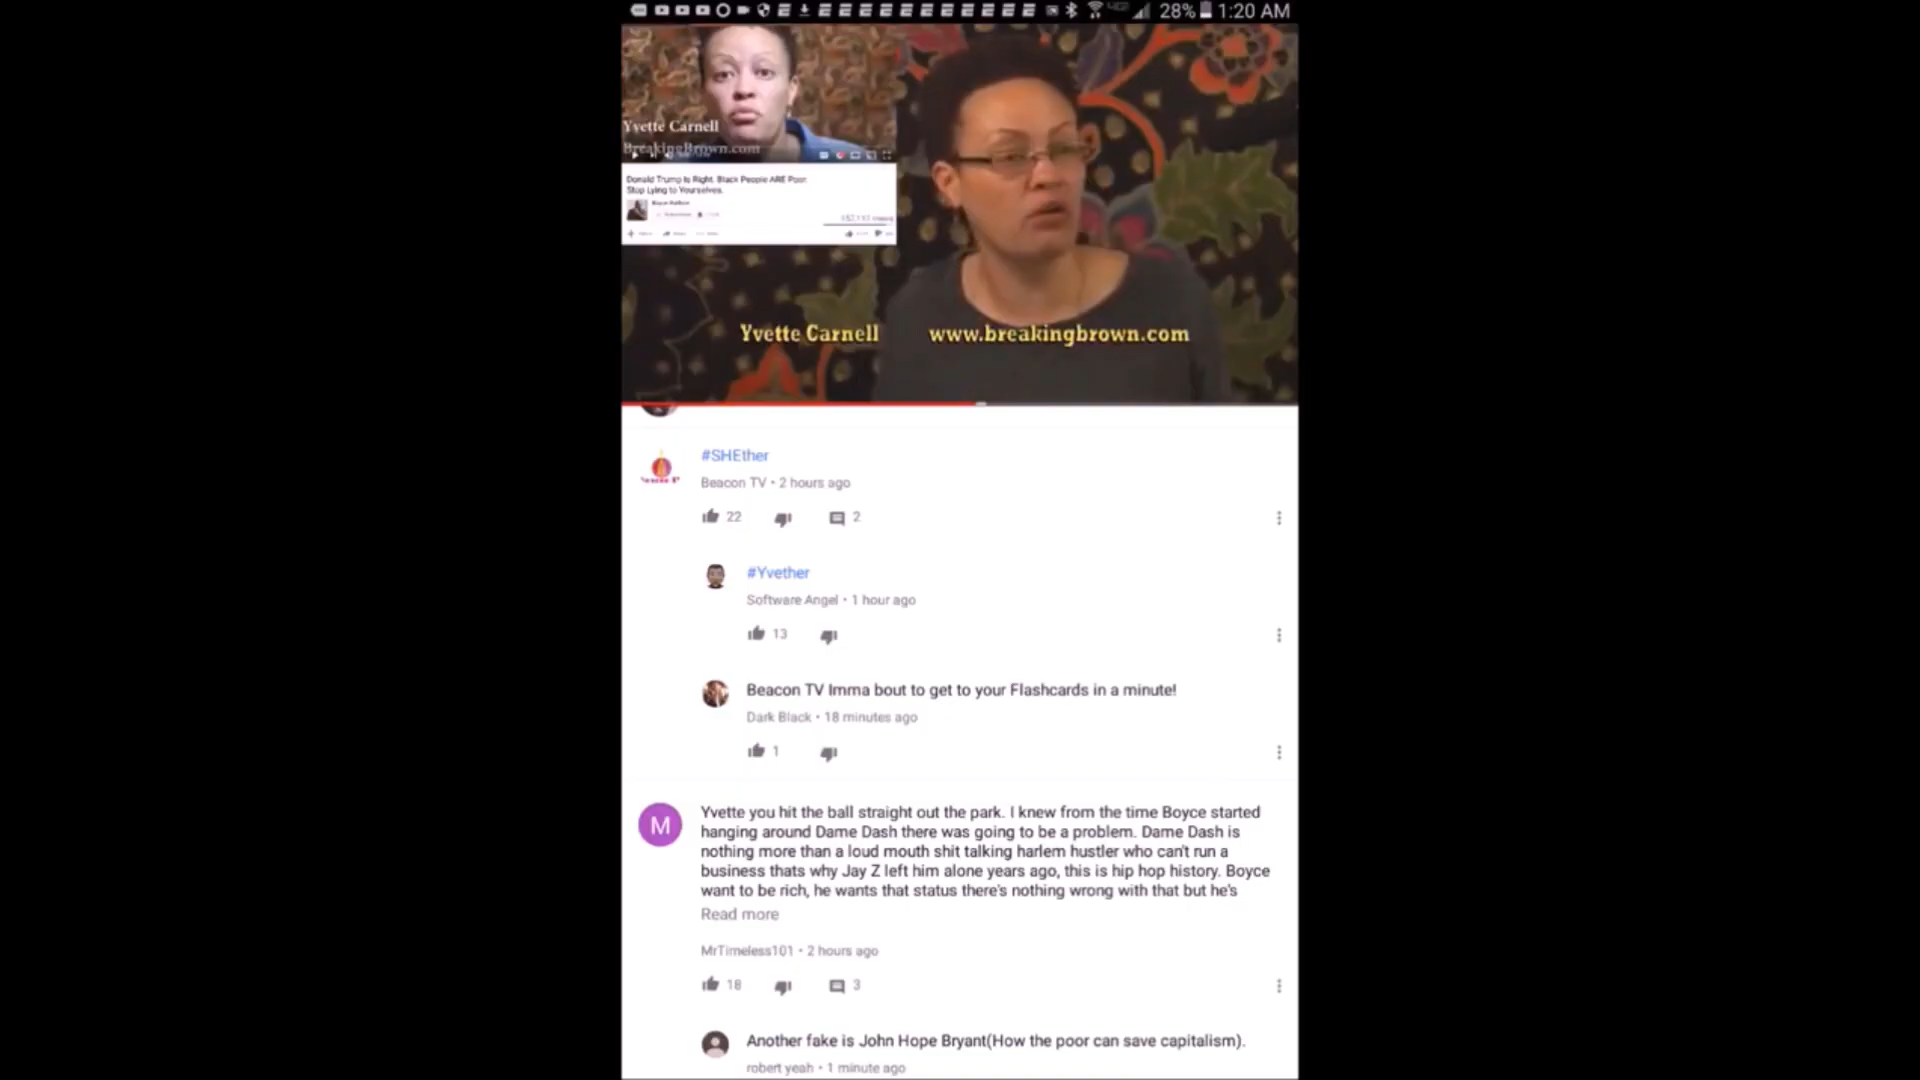 28% 1:20 AM
Yvette Carnell
BreakingBrown.com
Donald Trump Is Right. Black People ARE Poor.
Stop Lying to Yourselves.
Yvette Carnell www.breakingbrown.com
#SHEther
Beacon TV • 2 hours ago
22 2
#Yvether
Software Angel • 1 hour ago
13
Beacon TV Imma bout to get to your Flashcards in a minute!
Dark Black • 18 minutes ago
1
M
Yvette you hit the ball straight out the park. I knew from the time Boyce started
hanging around Dame Dash there was going to be a problem. Dame Dash is
nothing more than a loud mouth shit talking harlem hustler who can't run a
business thats why Jay Z left him alone years ago, this is hip hop history. Boyce
want to be rich, he wants that status there's nothing wrong with that but he's
Read more
MrTimeless101 • 2 hours ago
18 3
Another fake is John Hope Bryant(How the poor can save capitalism).
robert yeah • 1 minute ago